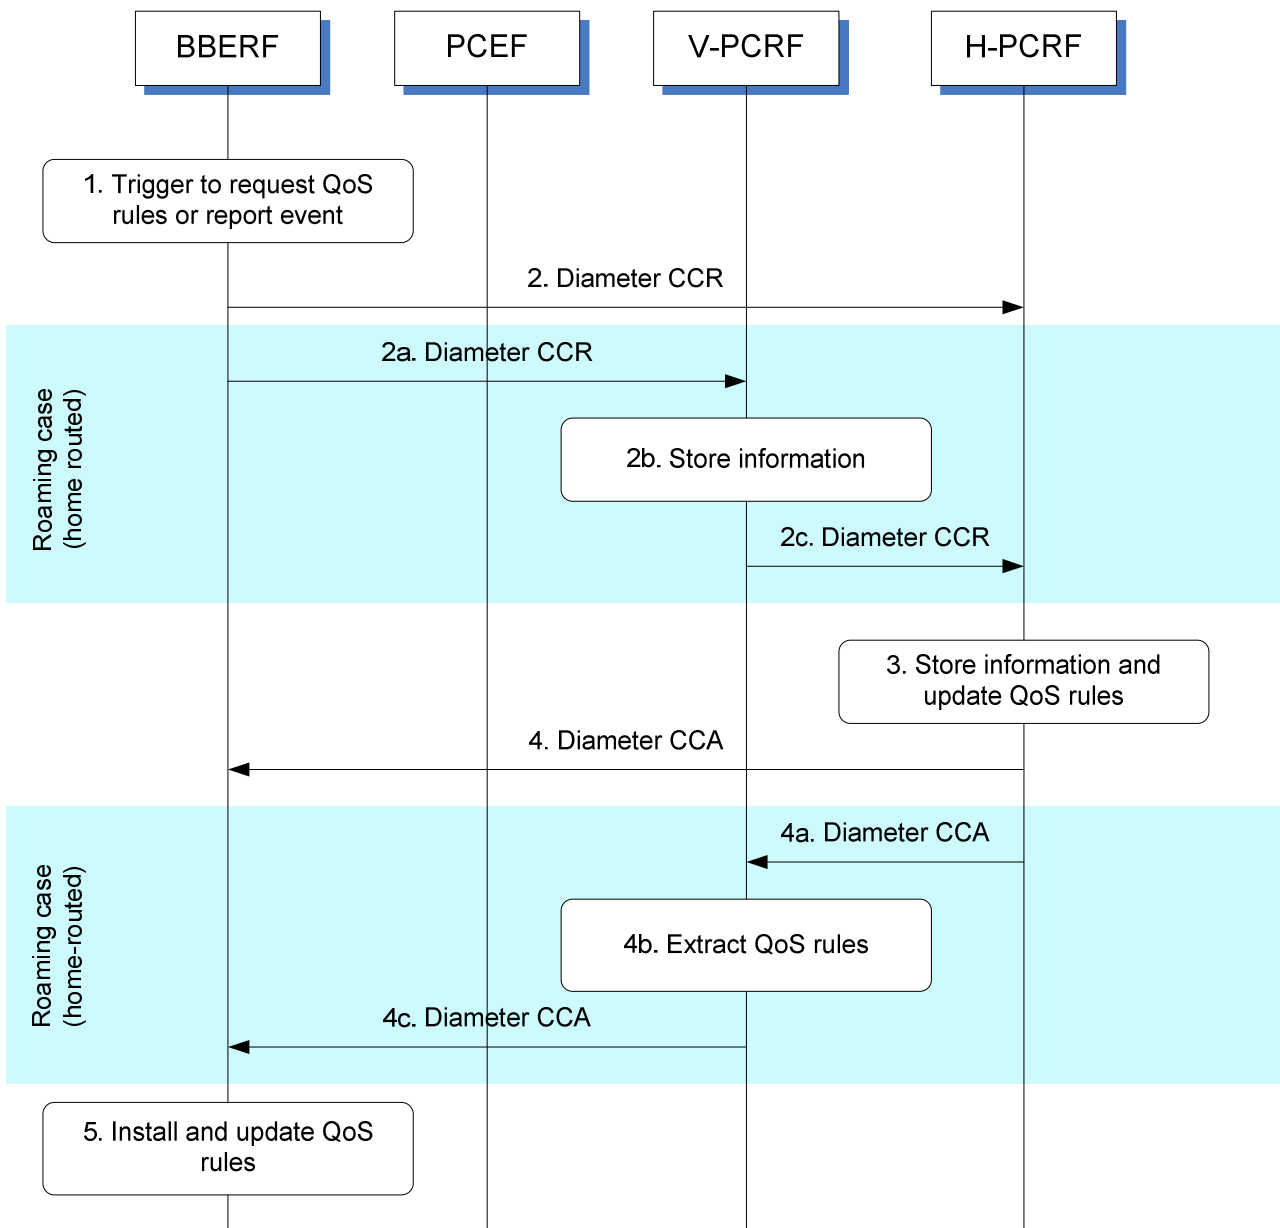 BBERF
PCEF
V-PCRF
H-PCRF
1. Trigger to request QoS
rules or report event
2. Diameter CCR
Roaming case
(home routed)
2a. Diameter CCR
2b. Store information
2c. Diameter CCR
3. Store information and
update QoS rules
4. Diameter CCA
Roaming case
(home-routed)
4a. Diameter CCA
4b. Extract QoS rules
4c. Diameter CCA
5. Install and update QoS
rules